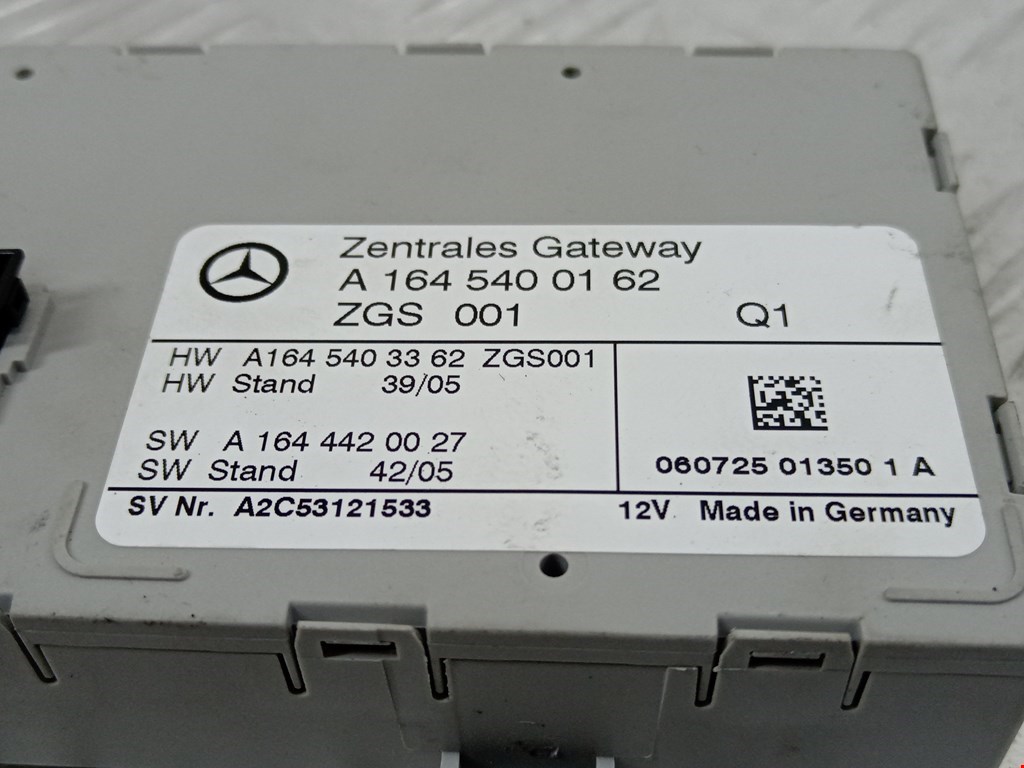 Zentrales Gateway
A 164 540 01 62
ZGS 001 Q1
HW A164 540 33 62 ZGS001
HW Stand 39/05
SW A 164 442 00 27
SW Stand 42/05
060725 01350 1 A
SV Nr. A2C53121533
12V Made in Germany